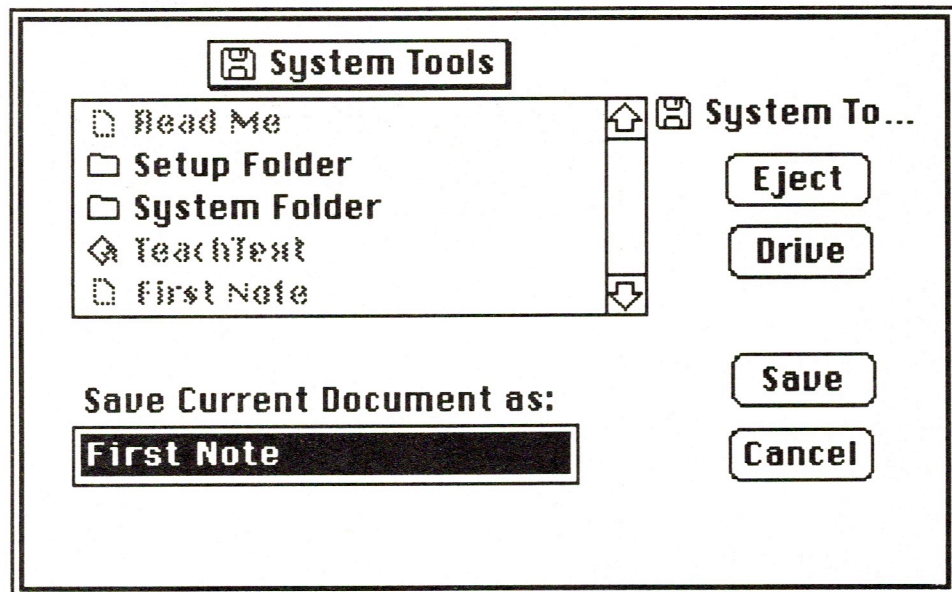 System Tools
Read Me
Setup Folder
System Folder
TeachText
First Note
System To...
Eject
Drive
Save
Cancel
Save Current Document as:
First Note